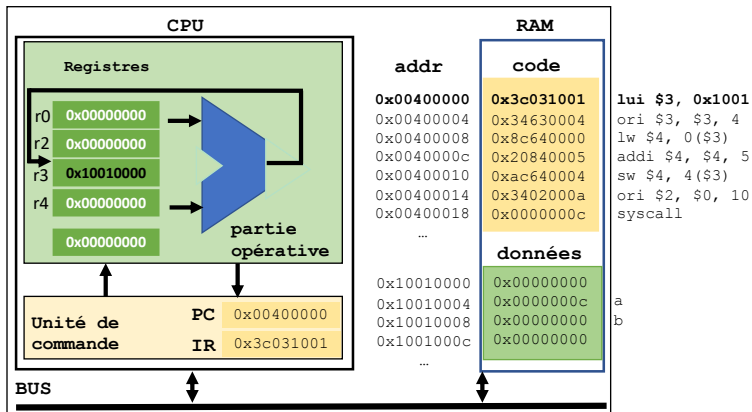 CPU RAM
Registres addr code
r0 0x00000000
r2 0x00000000
r3 0x10010000
r4 0x00000000
0x00000000
partie
opérative
0x00400000 0x3c031001 lui $3, 0x1001
0x00400004 0x34630004 ori $3, $3, 4
0x00400008 0x8c640000 lw $4, 0($3)
0x0040000c 0x20840005 addi $4, $4, 5
0x00400010 0xac640004 sw $4, 4($3)
0x00400014 0x3402000a ori $2, $0, 10
0x00400018 0x0000000c syscall
…
données
0x10010000 0x00000000
0x10010004 0x0000000c a
0x10010008 0x00000000 b
0x1001000c 0x00000000
…
Unité de
commande
PC 0x00400000
IR 0x3c031001
BUS